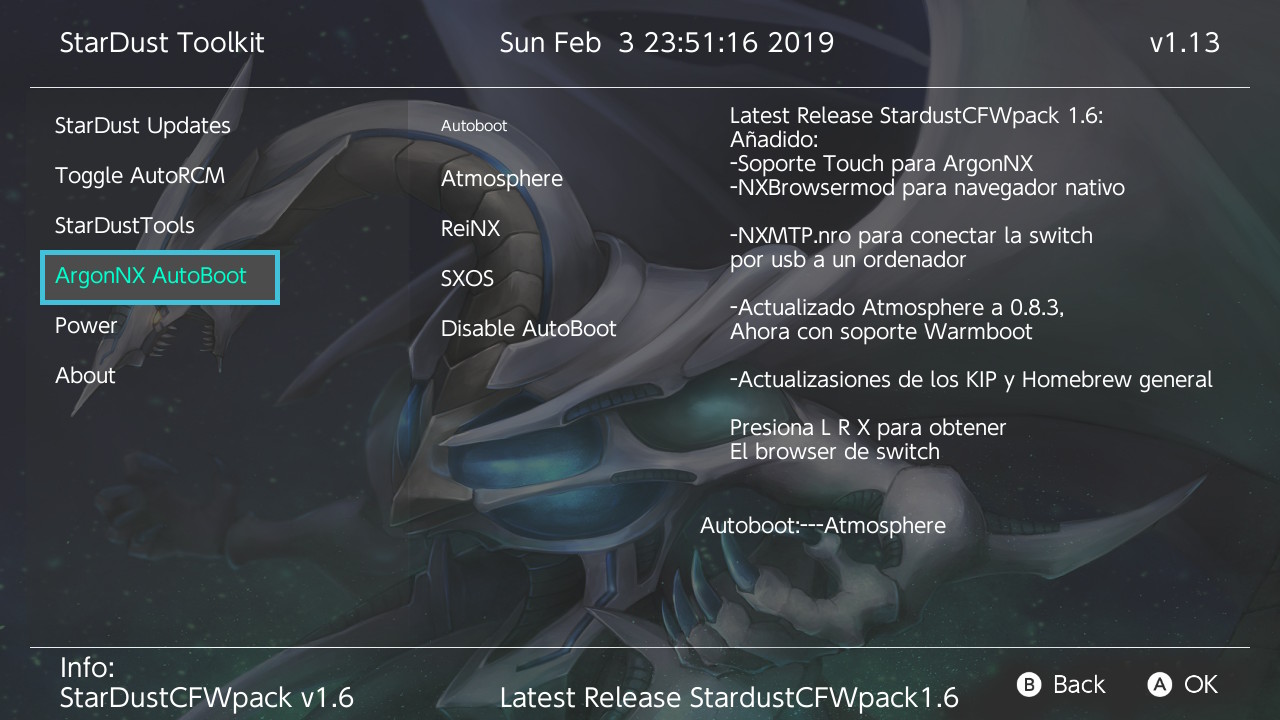 StarDust Toolkit
Sun Feb  3 23:51:16 2019
v1.13
StarDust Updates
Toggle AutoRCM
StarDustTools
ArgonNX AutoBoot
Power
About
Autoboot
Atmosphere
ReiNX
SXOS
Disable AutoBoot
Latest Release StardustCFWpack 1.6:
Añadido:
-Soporte Touch para ArgonNX
-NXBrowsermod para navegador nativo
-NXMTP.nro para conectar la switch
por usb a un ordenador
-Actualizado Atmosphere a 0.8.3,
Ahora con soporte Warmboot
-Actualizasiones de los KIP y Homebrew general
Presiona L R X para obtener
El browser de switch
Autoboot:---Atmosphere
Info:
StarDustCFWpack v1.6
Latest Release StardustCFWpack1.6
B Back
A OK